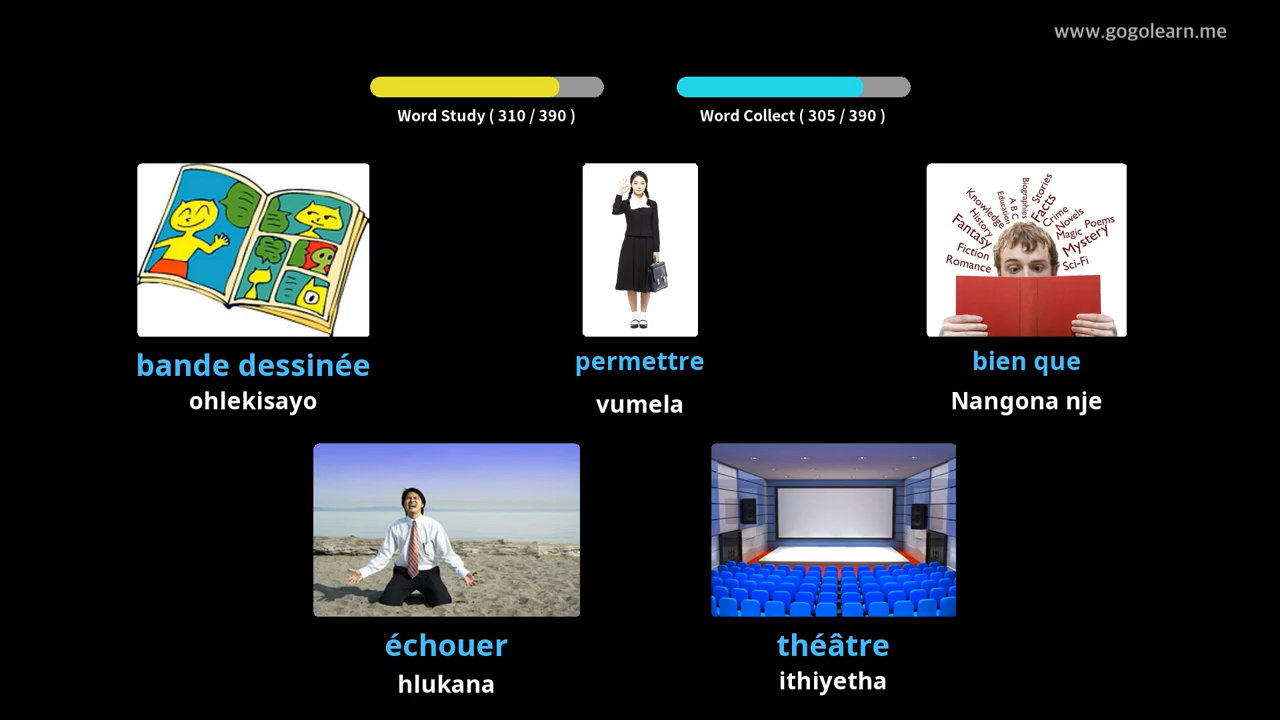 www.gogolearn.me
Word Study ( 310 / 390 )
Word Collect ( 305 / 390 )
Stories
Biographies
Facts
A B C
Education
Knowledge
Crime
Novels
History
Magic
Poems
Fantasy
Mystery
Fiction
Sci-Fi
Romance
bande dessinée
ohlekisayo
permettre
vumela
bien que
Nangona nje
échouer
hlukana
théâtre
ithiyetha